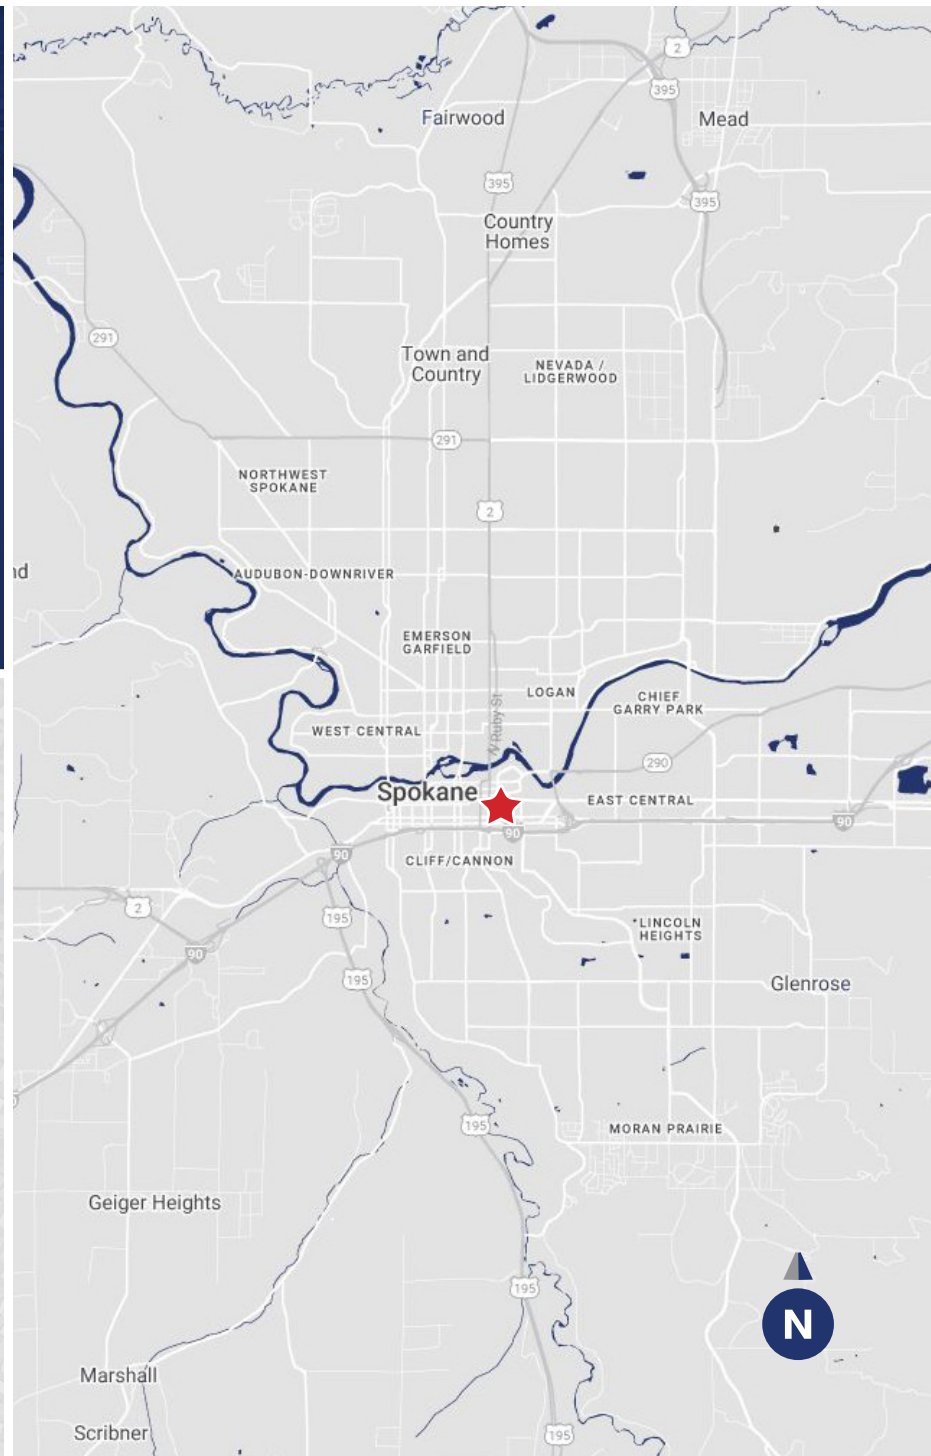 2
395
Fairwood
Mead
395
395
Country
Homes
291
Town and
Country
NEVADA /
LIDGERWOOD
291
NORTHWEST
SPOKANE
2
nd
AUDUBON-DOWNRIVER
EMERSON
GARFIELD
LOGAN
CHIEF
GARRY PARK
N Ruby St
WEST CENTRAL
290
Spokane
EAST CENTRAL
90
90
90
CLIFF/CANNON
2
195
LINCOLN
HEIGHTS
90
195
Glenrose
195
MORAN PRAIRIE
Geiger Heights
195
N
Marshall
Scribner
195